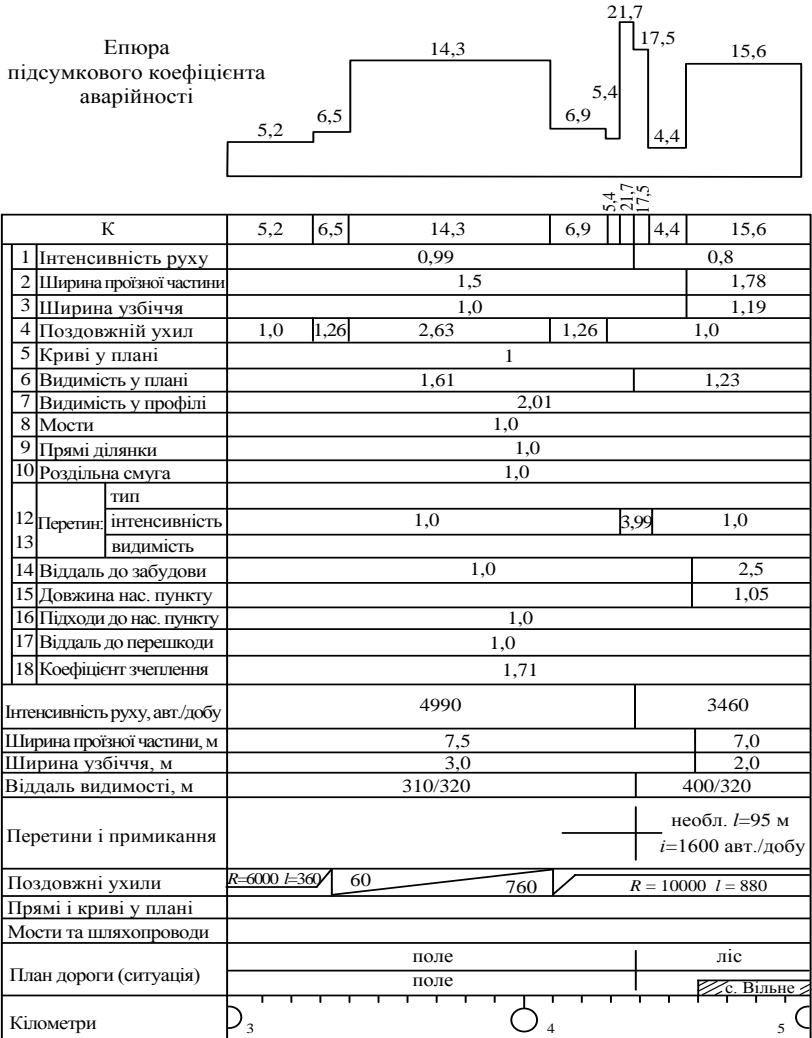 Епюра
підсумкового коефіцієнта
аварійності
5,2
6,5
14,3
6,9
5,4
21,7
17,5
4,4
15,6
5,4
21,7
17,5
К 5,2 6,5 14,3 6,9 4,4 15,6
1 Інтенсивність руху 0,99 0,8
2 Ширина проїзної частини 1,5 1,78
3 Ширина узбіччя 1,0 1,19
4 Поздовжній ухил 1,0 1,26 2,63 1,26 1,0
5 Криві у плані 1
6 Видимість у плані 1,61 1,23
7 Видимість у профілі 2,01
8 Мости 1,0
9 Прямі ділянки 1,0
10 Роздільна смуга 1,0
тип
12 Перетин: інтенсивність 1,0 3,99 1,0
13 видимість
14 Віддаль до забудови 1,0 2,5
15 Довжина нас. пункту 1,05
16 Підходи до нас. пункту 1,0
17 Віддаль до перешкоди 1,0
18 Коефіцієнт зчеплення 1,71
Інтенсивність руху, авт./добу 4990 3460
Ширина проїзної частини, м 7,5 7,0
Ширина узбіччя, м 3,0 2,0
Віддаль видимості, м 310/320 400/320
Перетини і примикання
необл. l=95 м
i=1600 авт./добу
Поздовжні ухили R=6000 l=360 60 760 R = 10000 l = 880
Прямі і криві у плані
Мости та шляхопроводи
План дороги (ситуація)
поле ліс
поле с. Вільне
Кілометри 3 4 5